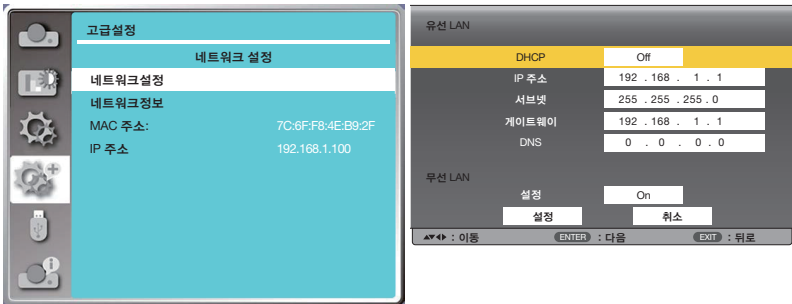 고급설정
네트워크 설정
네트워크설정
네트워크정보
MAC 주소: 7C:6F:F8:4E:B9:2F
IP 주소 192.168.1.100
유선 LAN
DHCP Off
IP 주소 192 . 168 . 1 . 1
서브넷 255 . 255 . 255 . 0
게이트웨이 192 . 168 . 1 . 1
DNS 0 . 0 . 0 . 0
무선 LAN
설정 On
설정 취소
▲▼◀▶ : 이동 ENTER : 다음 EXIT : 뒤로